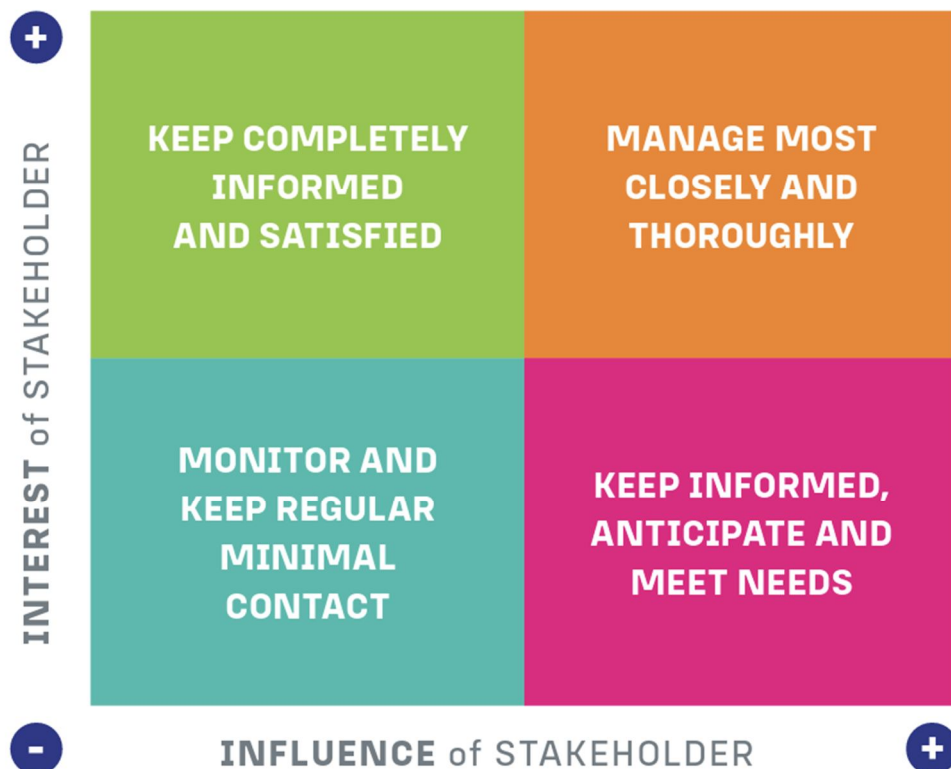 +
KEEP COMPLETELY
INFORMED
AND SATISFIED
MANAGE MOST
CLOSELY AND
THOROUGHLY
INTEREST of STAKEHOLDER
MONITOR AND
KEEP REGULAR
MINIMAL
CONTACT
KEEP INFORMED,
ANTICIPATE AND
MEET NEEDS
-
INFLUENCE of STAKEHOLDER
+